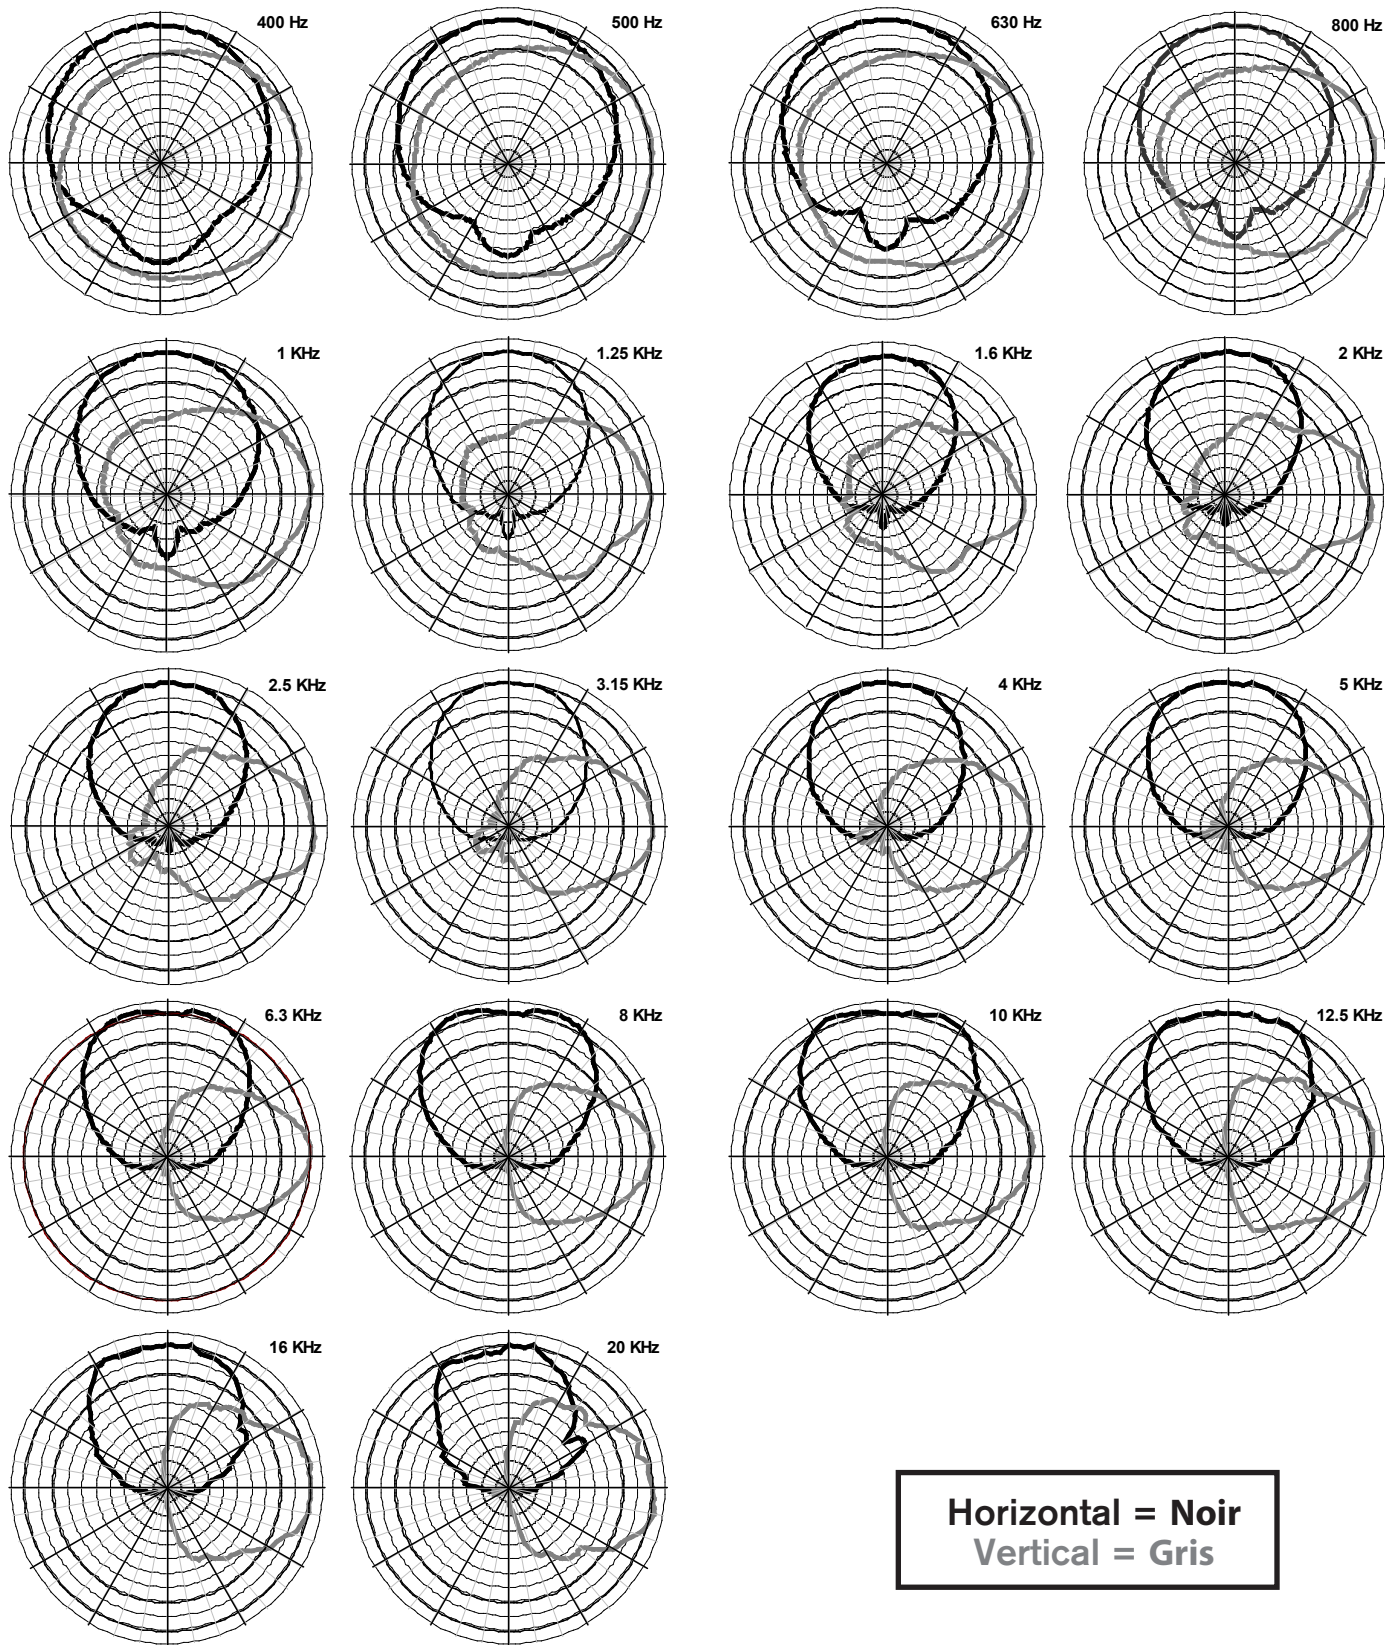 400 Hz
500 Hz
630 Hz
800 Hz
1 KHz
1.25 KHz
1.6 KHz
2 KHz
2.5 KHz
3.15 KHz
4 KHz
5 KHz
6.3 KHz
8 KHz
10 KHz
12.5 KHz
16 KHz
20 KHz
Horizontal = Noir
Vertical = Gris